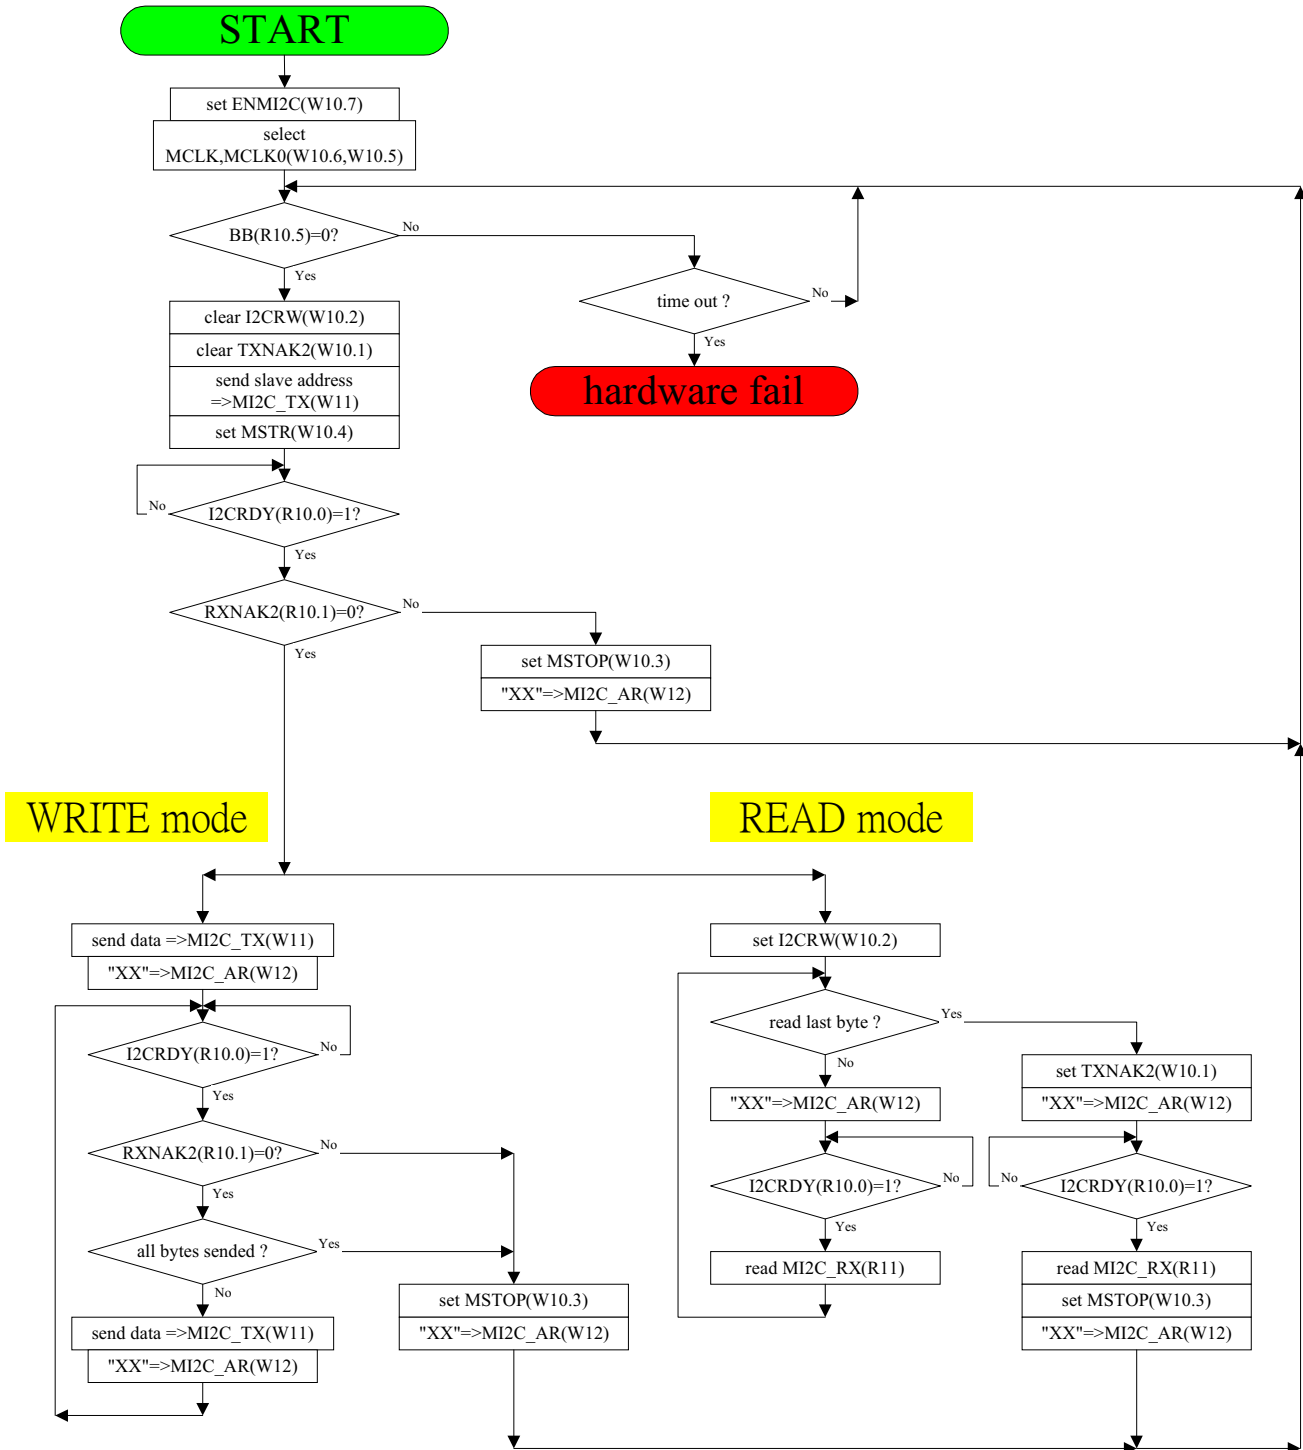 START
set ENMI2C(W10.7)
select
MCLK,MCLK0(W10.6,W10.5)
BB(R10.5)=0?
No
Yes
time out ?
No
Yes
hardware fail
clear I2CRW(W10.2)
clear TXNAK2(W10.1)
send slave address
=>MI2C_TX(W11)
set MSTR(W10.4)
I2CRDY(R10.0)=1?
No
Yes
RXNAK2(R10.1)=0?
No
Yes
set MSTOP(W10.3)
"XX"=>MI2C_AR(W12)
WRITE mode
READ mode
send data =>MI2C_TX(W11)
"XX"=>MI2C_AR(W12)
I2CRDY(R10.0)=1?
No
Yes
RXNAK2(R10.1)=0?
No
Yes
all bytes sended ?
Yes
No
send data =>MI2C_TX(W11)
"XX"=>MI2C_AR(W12)
set MSTOP(W10.3)
"XX"=>MI2C_AR(W12)
set I2CRW(W10.2)
read last byte ?
Yes
No
"XX"=>MI2C_AR(W12)
I2CRDY(R10.0)=1?
No
Yes
read MI2C_RX(R11)
set TXNAK2(W10.1)
"XX"=>MI2C_AR(W12)
I2CRDY(R10.0)=1?
No
Yes
read MI2C_RX(R11)
set MSTOP(W10.3)
"XX"=>MI2C_AR(W12)